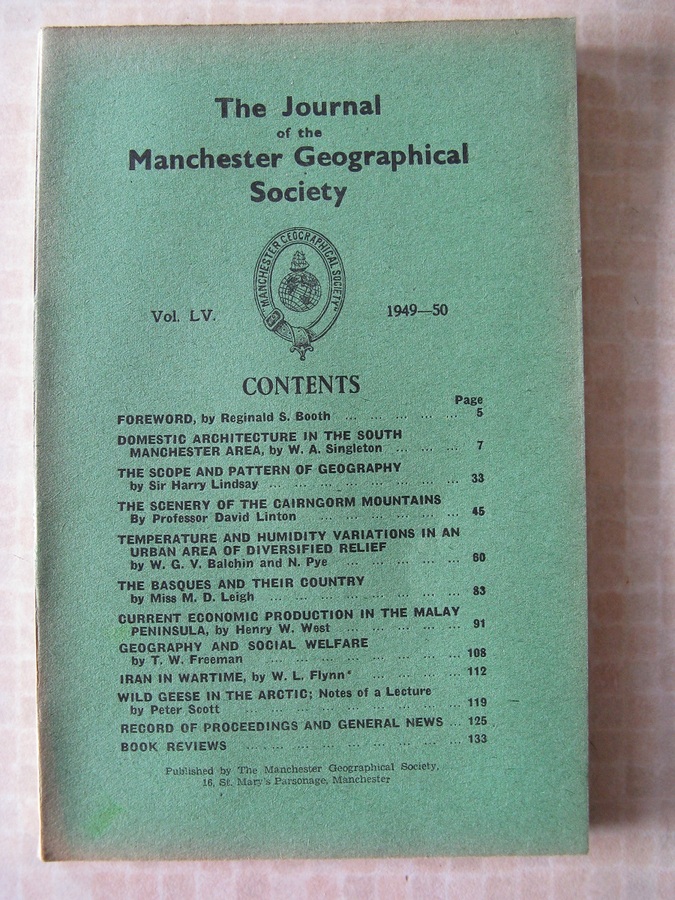 The Journal
of the
Manchester Geographical
Society
"MANCHESTER GEOGRAPHICAL SOCIETY"
Vol. LV. 1949—50
CONTENTS
Page
FOREWORD, by Reginald S. Booth ... ... ... ... ... 5
DOMESTIC ARCHITECTURE IN THE SOUTH
MANCHESTER AREA, by W. A. Singleton ... ... ... 7
THE SCOPE AND PATTERN OF GEOGRAPHY
by Sir Harry Lindsay ... ... ... ... ... ... ... ... 33
THE SCENERY OF THE CAIRNGORM MOUNTAINS
By Professor David Linton ... ... ... ... ... ... 45
TEMPERATURE AND HUMIDITY VARIATIONS IN AN
URBAN AREA OF DIVERSIFIED RELIEF
by W. G. V. Balchin and N. Pye ... ... ... ... ... 60
THE BASQUES AND THEIR COUNTRY
by Miss M. D. Leigh ... ... ... ... ... ... ... ... 83
CURRENT ECONOMIC PRODUCTION IN THE MALAY
PENINSULA, by Henry W. West ... ... ... ... ... 91
GEOGRAPHY AND SOCIAL WELFARE
by T. W. Freeman ... ... ... ... ... ... ... ... 108
IRAN IN WARTIME, by W. L. Flynn ... ... ... ... 112
WILD GEESE IN THE ARCTIC; Notes of a Lecture
by Peter Scott ... ... ... ... ... ... ... ... ... 119
RECORD OF PROCEEDINGS AND GENERAL NEWS ... 125
BOOK REVIEWS ... ... ... ... ... ... ... ... ... 133
Published by The Manchester Geographical Society,
16, St. Mary's Parsonage, Manchester